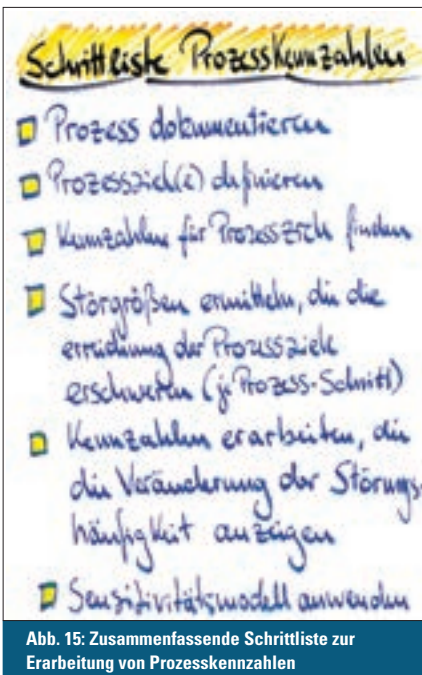 Schrittliste Prozesskennzahlen
Prozess dokumentieren
Prozessziel(e) definieren
Kennzahlen für Prozessziele finden
Störgrößen ermitteln, die die
erreichung der Prozessziele
erschweren (je Prozess-Schritt)
Kennzahlen erarbeiten, die
die Veränderung der Störungs-
häufigkeit anzeigen
Sensitivitätsmodell anwenden
Abb. 15: Zusammenfassende Schrittliste zur
Erarbeitung von Prozesskennzahlen